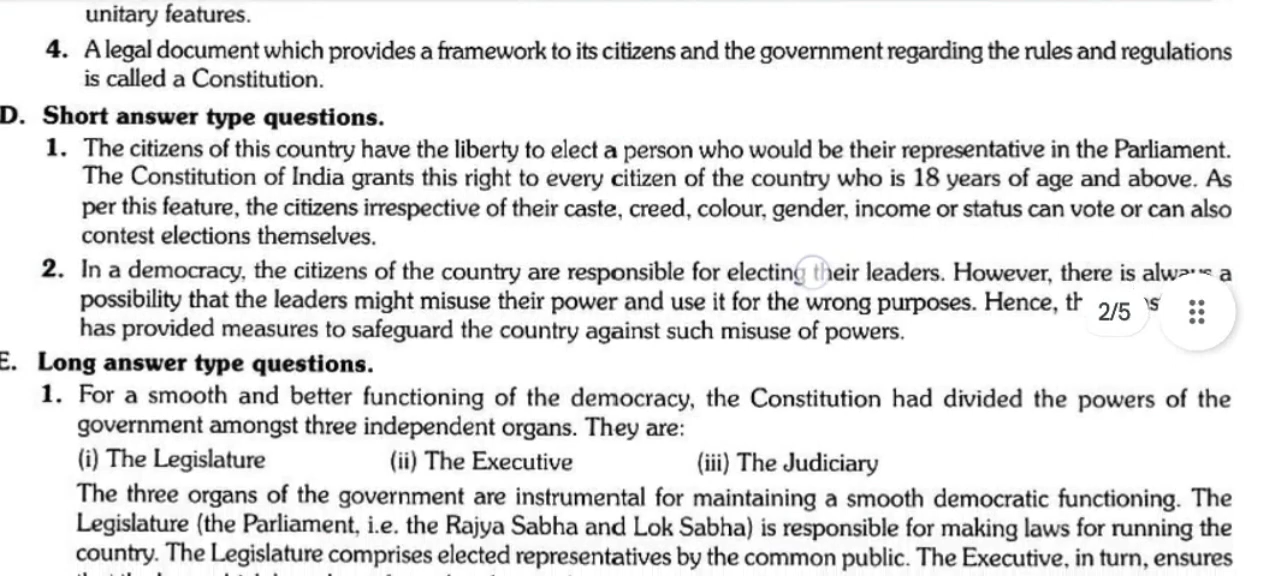 unitary features.
4. A legal document which provides a framework to its citizens and the government regarding the rules and regulations
is called a Constitution.
D. Short answer type questions.
1. The citizens of this country have the liberty to elect a person who would be their representative in the Parliament.
The Constitution of India grants this right to every citizen of the country who is 18 years of age and above. As
per this feature, the citizens irrespective of their caste, creed, colour, gender, income or status can vote or can also
contest elections themselves.
2. In a democracy, the citizens of the country are responsible for electing their leaders. However, there is always a
possibility that the leaders might misuse their power and use it for the wrong purposes. Hence,
2/5
has provided measures to safeguard the country against such misuse of powers.
E. Long answer type questions.
1. For a smooth and better functioning of the democracy, the Constitution had divided the powers of the
government amongst three independent organs. They are:
(i) The Legislature (ii) The Executive (iii) The Judiciary
The three organs of the government are instrumental for maintaining a smooth democratic functioning. The
Legislature (the Parliament, i.e. the Rajya Sabha and Lok Sabha) is responsible for making laws for running the
country. The Legislature comprises elected representatives by the common public. The Executive, in turn, ensures